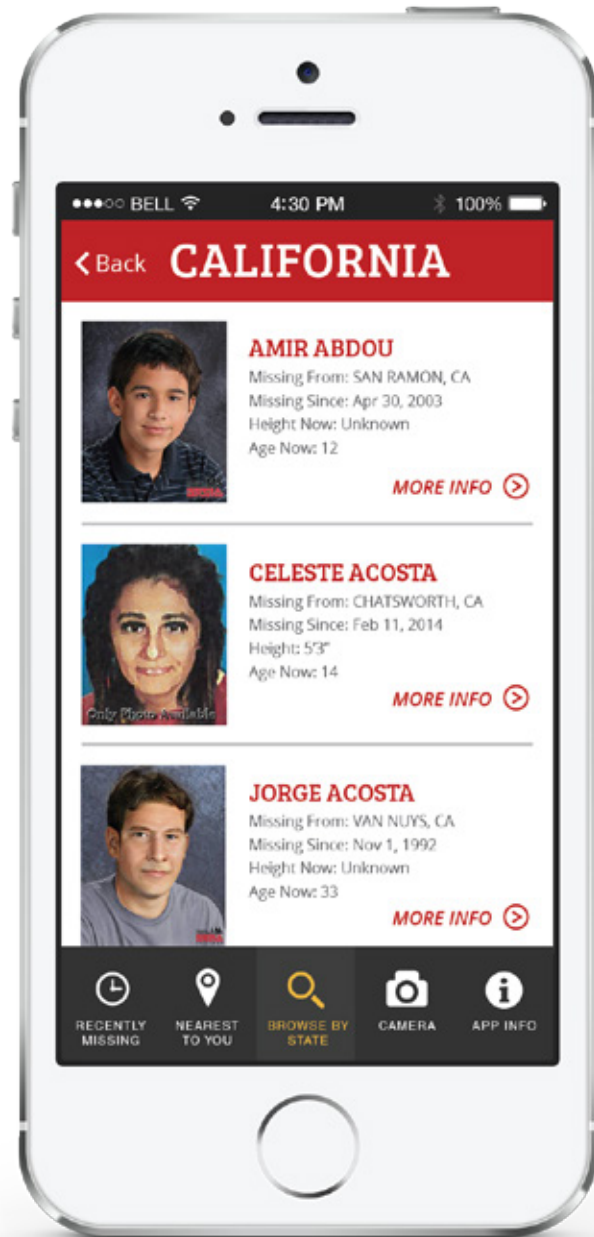 BELL 4:30 PM 100%
Back CALIFORNIA
AMIR ABDOU
Missing From: SAN RAMON, CA
Missing Since: Apr 30, 2003
Height Now: Unknown
Age Now: 12
MORE INFO
CELESTE ACOSTA
Missing From: CHATSWORTH, CA
Missing Since: Feb 11, 2014
Height: 5'3"
Age Now: 14
MORE INFO
Only Photo Available
JORGE ACOSTA
Missing From: VAN NUYS, CA
Missing Since: Nov 1, 1992
Height Now: Unknown
Age Now: 33
MORE INFO
RECENTLY
MISSING
NEAREST
TO YOU
BROWSE BY
STATE
CAMERA
APP INFO